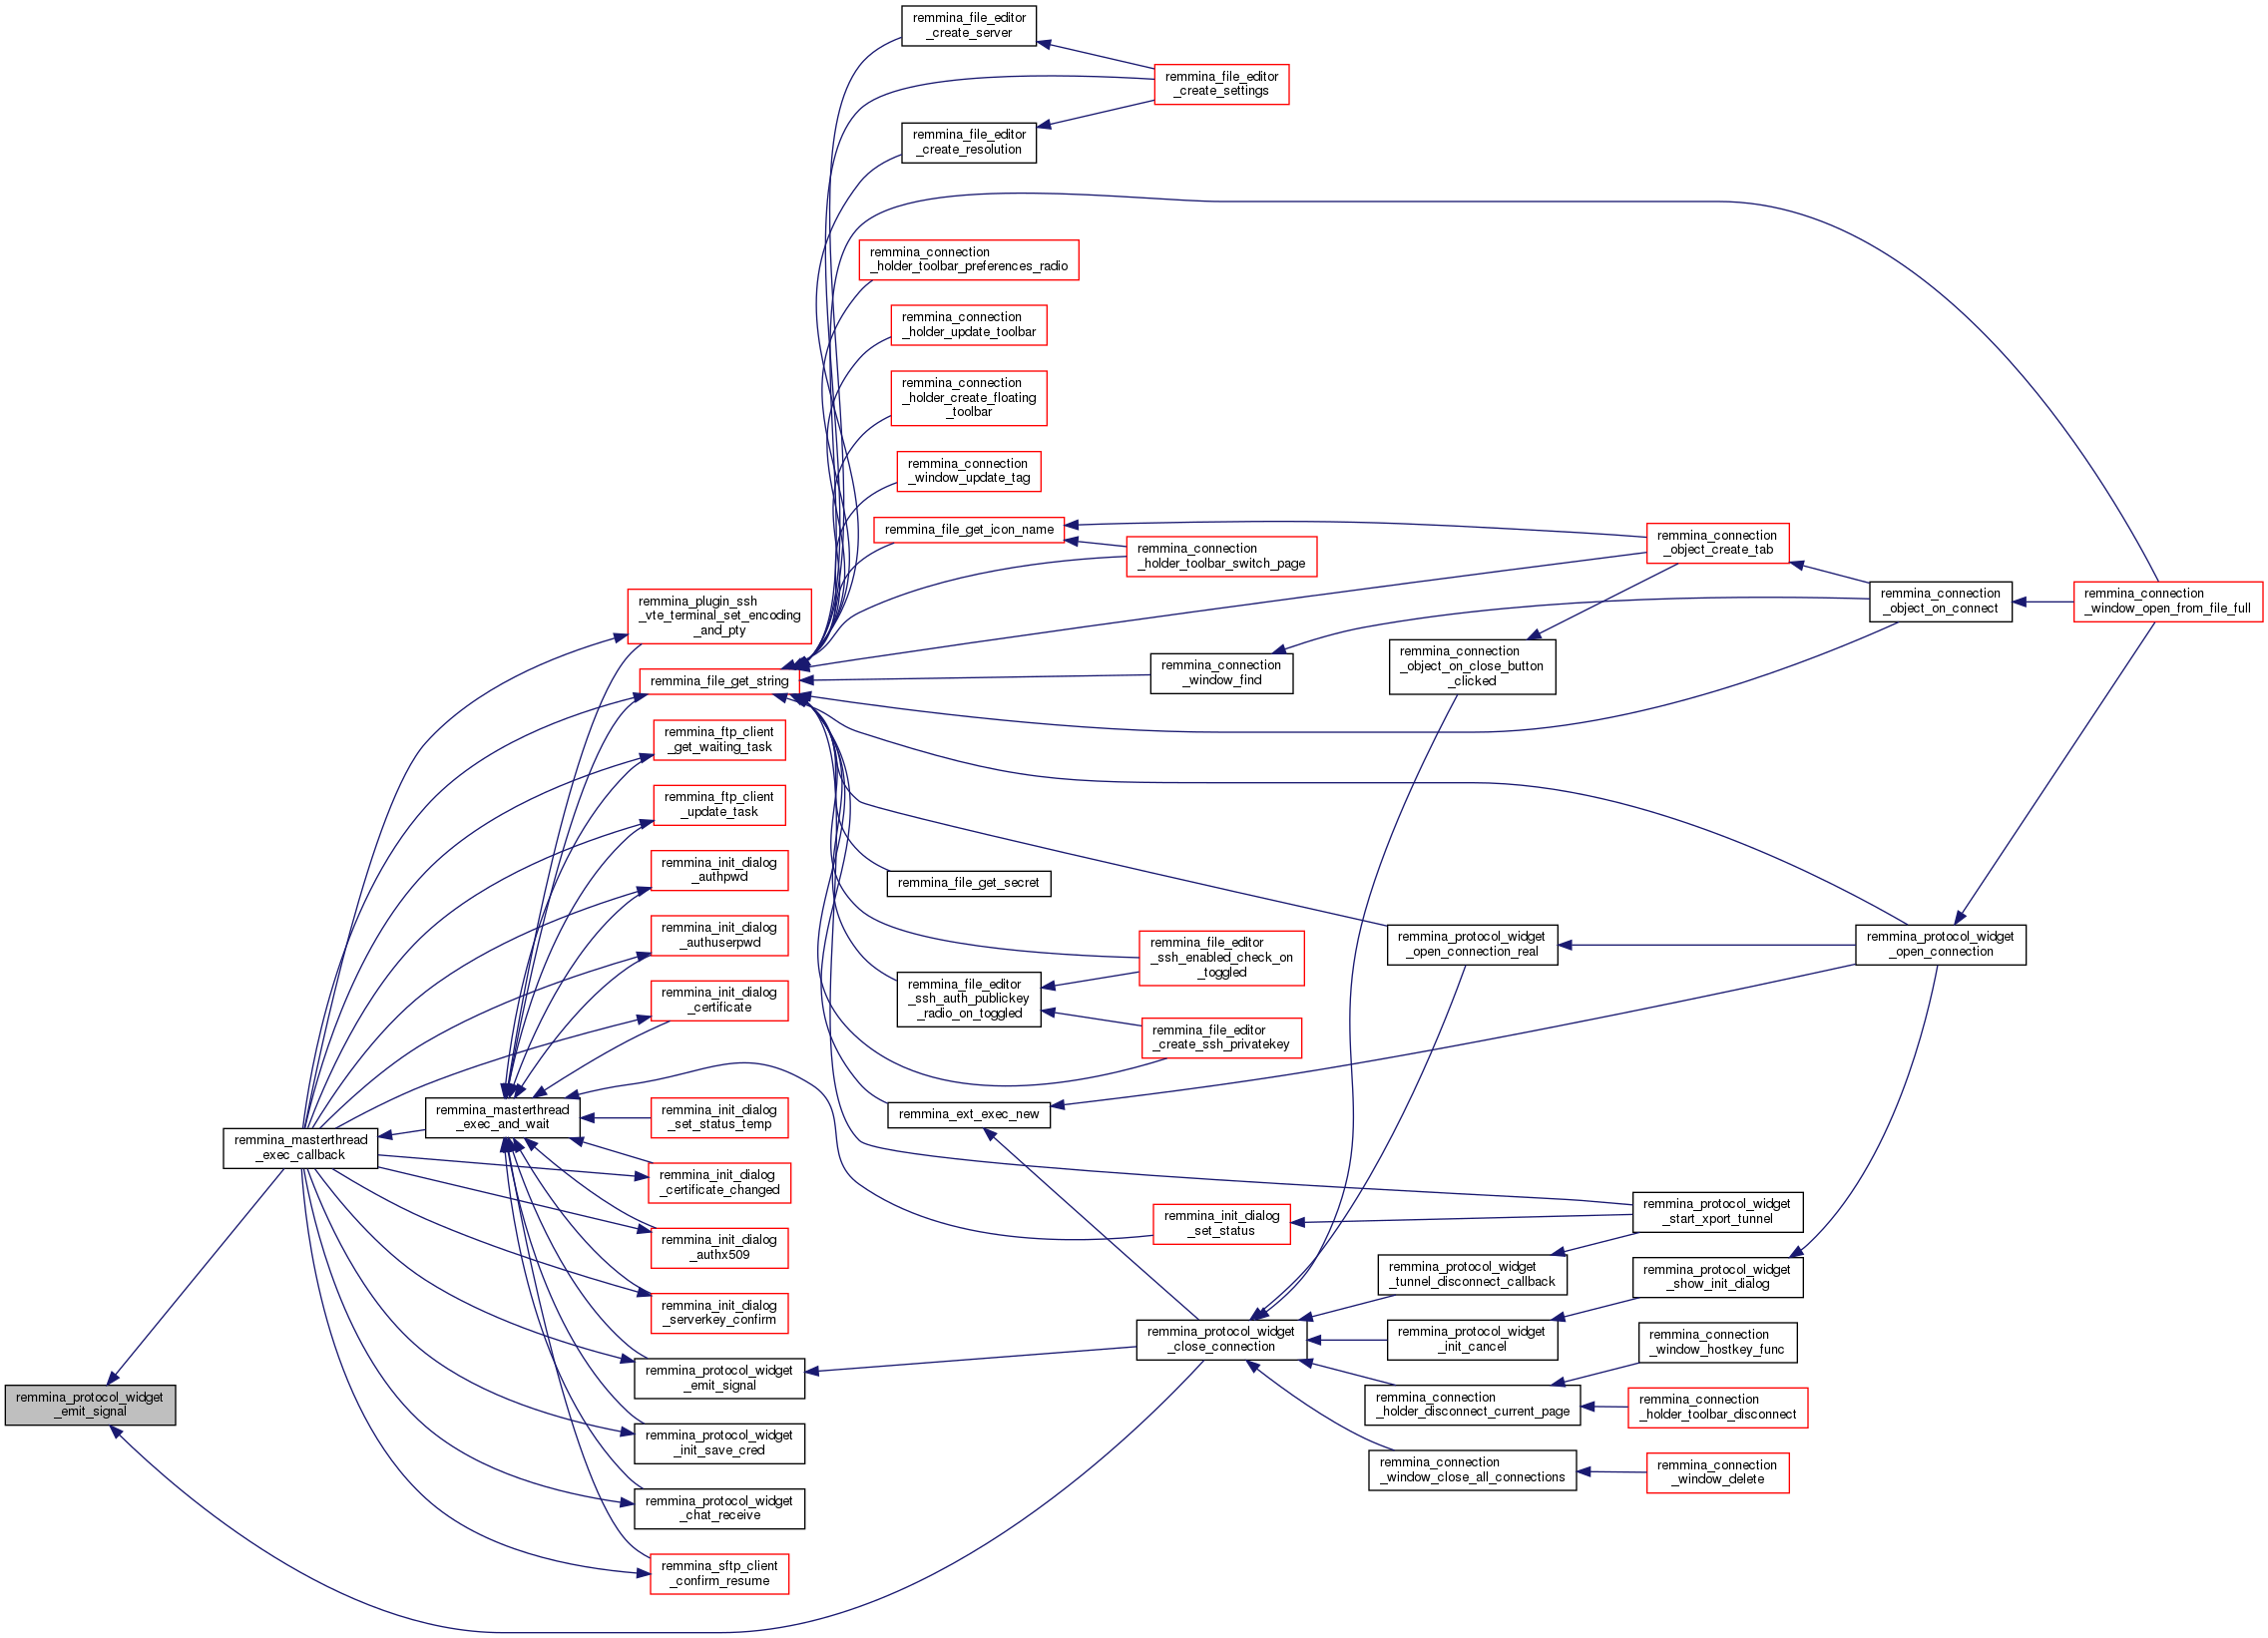 remmina_protocol_widget
_emit_signal
remmina_masterthread
_exec_callback
remmina_masterthread
_exec_and_wait
remmina_plugin_ssh
_vte_terminal_set_encoding
_and_pty
remmina_file_get_string
remmina_ftp_client
_get_waiting_task
remmina_ftp_client
_update_task
remmina_init_dialog
_authpwd
remmina_init_dialog
_authuserpwd
remmina_init_dialog
_certificate
remmina_init_dialog
_set_status_temp
remmina_init_dialog
_certificate_changed
remmina_init_dialog
_authx509
remmina_init_dialog
_serverkey_confirm
remmina_protocol_widget
_emit_signal
remmina_protocol_widget
_init_save_cred
remmina_protocol_widget
_chat_receive
remmina_sftp_client
_confirm_resume
remmina_file_editor
_create_server
remmina_file_editor
_create_settings
remmina_file_editor
_create_resolution
remmina_connection
_holder_toolbar_preferences_radio
remmina_connection
_holder_update_toolbar
remmina_connection
_holder_create_floating
_toolbar
remmina_connection
_window_update_tag
remmina_file_get_icon_name
remmina_connection
_holder_toolbar_switch_page
remmina_connection
_window_find
remmina_file_get_secret
remmina_file_editor
_ssh_enabled_check_on
_toggled
remmina_file_editor
_ssh_auth_publickey
_radio_on_toggled
remmina_file_editor
_create_ssh_privatekey
remmina_ext_exec_new
remmina_init_dialog
_set_status
remmina_protocol_widget
_close_connection
remmina_connection
_object_on_close_button
_clicked
remmina_protocol_widget
_open_connection_real
remmina_protocol_widget
_tunnel_disconnect_callback
remmina_protocol_widget
_init_cancel
remmina_connection
_holder_disconnect_current_page
remmina_connection
_window_close_all_connections
remmina_connection
_object_create_tab
remmina_protocol_widget
_start_xport_tunnel
remmina_protocol_widget
_show_init_dialog
remmina_connection
_window_hostkey_func
remmina_connection
_holder_toolbar_disconnect
remmina_connection
_window_delete
remmina_connection
_object_on_connect
remmina_protocol_widget
_open_connection
remmina_connection
_window_open_from_file_full